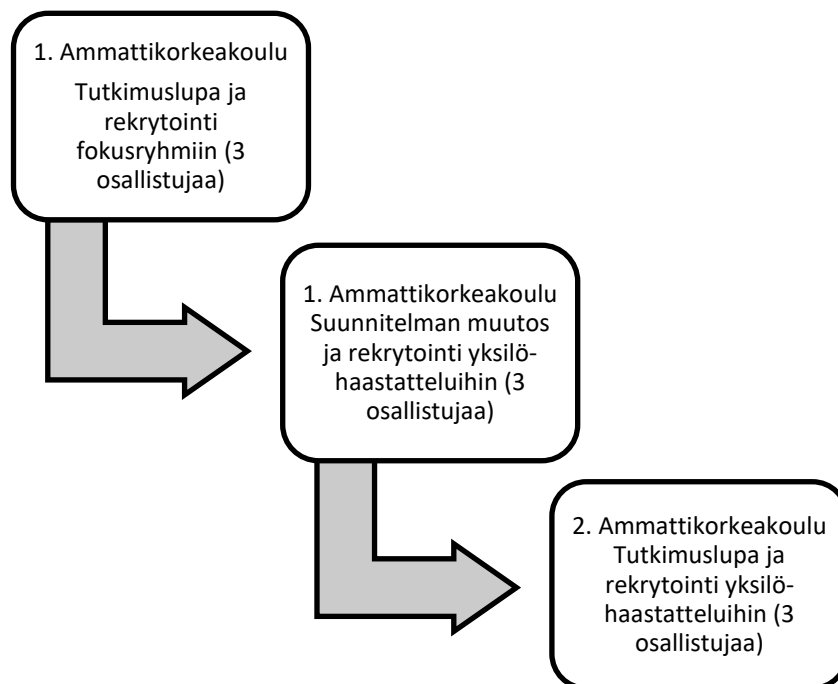 1. Ammattikorkeakoulu
Tutkimuslupa ja
rekrytointi
fokusryhmiin (3
osallistujaa)
1. Ammattikorkeakoulu
Suunnitelman muutos
ja rekrytointi yksilö-
haastatteluihin (3
osallistujaa)
2. Ammattikorkeakoulu
Tutkimuslupa ja
rekrytointi yksilö-
haastatteluihin (3
osallistujaa)